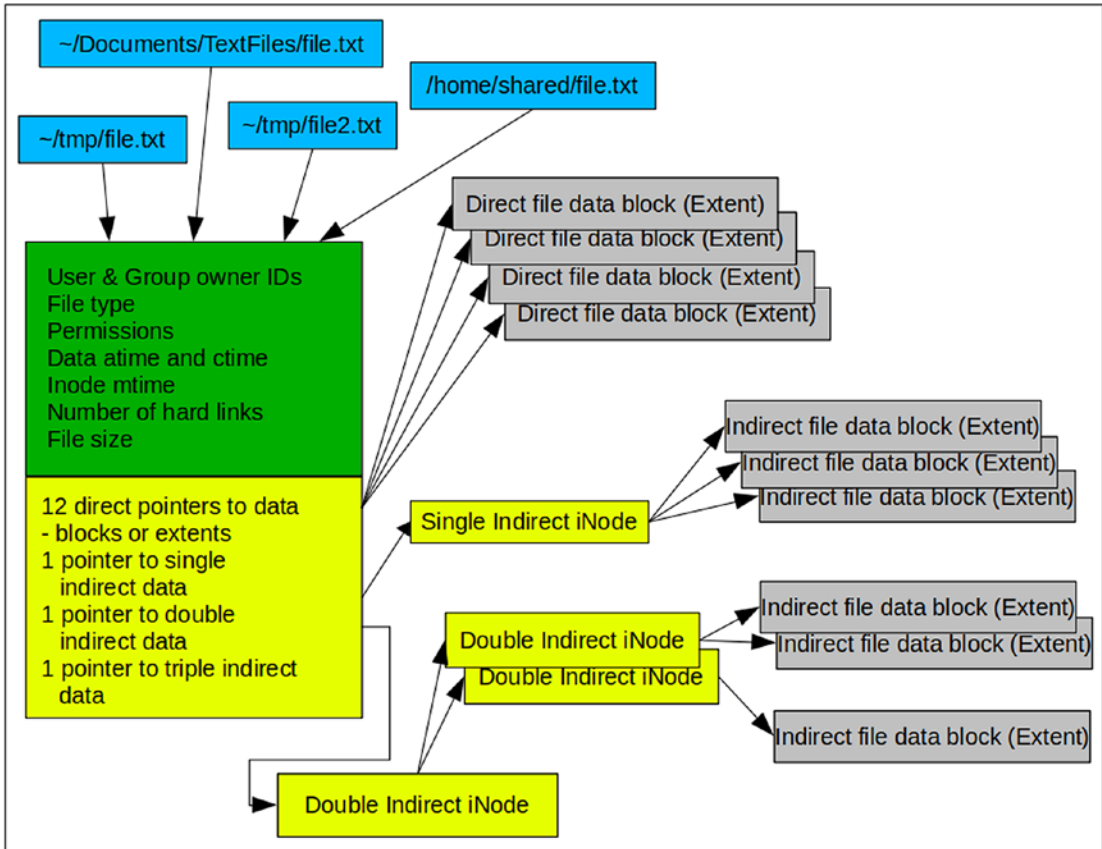 ~/Documents/TextFiles/file.txt
/home/shared/file.txt
~/tmp/file.txt
~/tmp/file2.txt
User & Group owner IDs
File type
Permissions
Data atime and ctime
Inode mtime
Number of hard links
File size
12 direct pointers to data
- blocks or extents
1 pointer to single
indirect data
1 pointer to double
indirect data
1 pointer to triple indirect
data
Direct file data block (Extent)
Direct file data block (Extent)
Direct file data block (Extent)
Direct file data block (Extent)
Single Indirect iNode
Indirect file data block (Extent)
Indirect file data block (Extent)
Indirect file data block (Extent)
Double Indirect iNode
Double Indirect iNode
Indirect file data block (Extent)
Indirect file data block (Extent)
Indirect file data block (Extent)
Double Indirect iNode